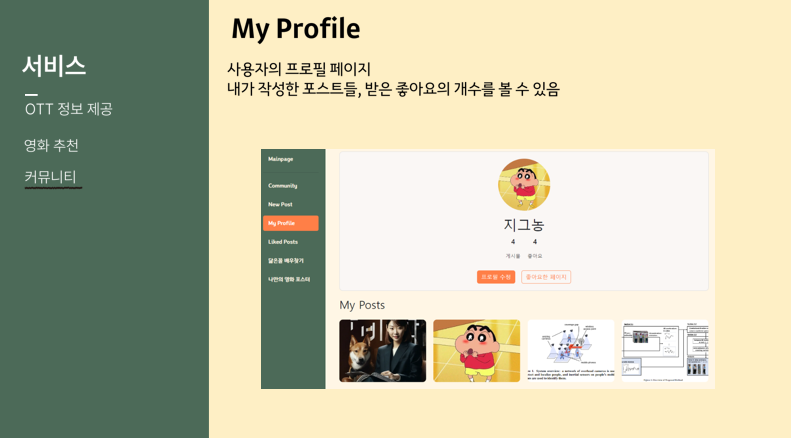 서비스
OTT 정보 제공
영화 추천
커뮤니티
My Profile
사용자의 프로필 페이지
내가 작성한 포스트들, 받은 좋아요의 개수를 볼 수 있음
Mainpage
Community
New Post
My Profile
Liked Posts
닮은꼴 배우찾기
나만의 영화 포스터
지그농
4 4
게시물 좋아요
프로필 수정 좋아요한 페이지
My Posts